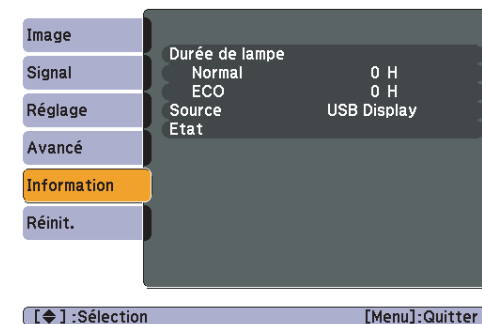 Image
Signal
Réglage
Avancé
Information
Réinit.
Durée de lampe
Normal 0 H
ECO 0 H
Source USB Display
Etat
[◆] :Sélection [Menu]:Quitter